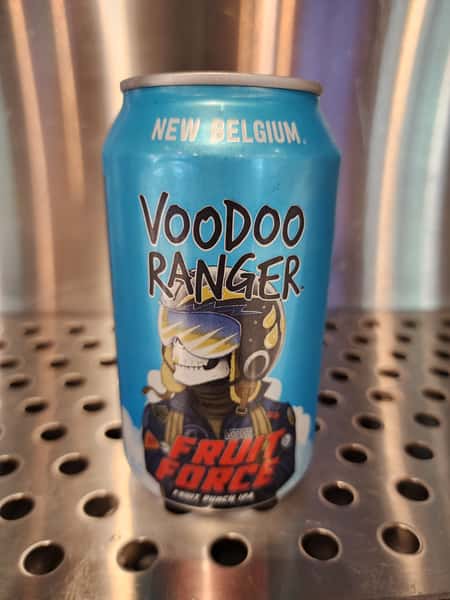 NEW BELGIUM
VOODOO
RANGER
FRUIT
FORCE
FRUIT PUNCH IPA